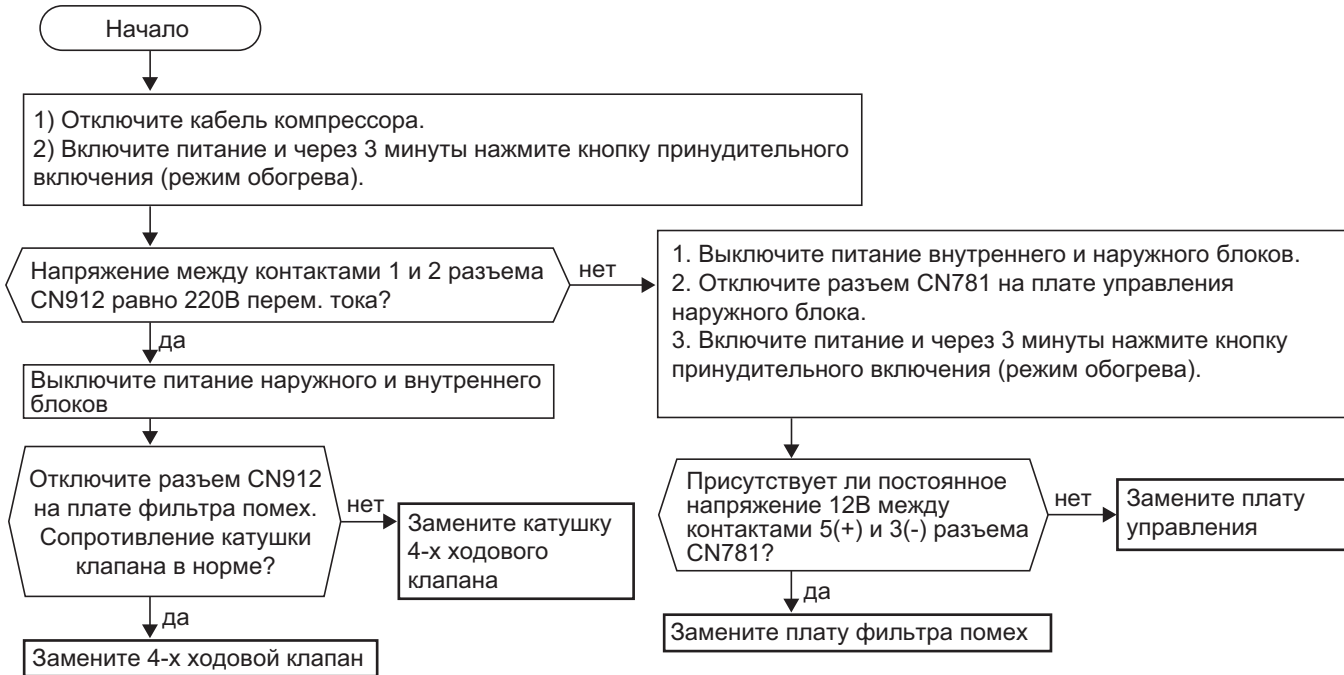 Начало
1) Отключите кабель компрессора.
2) Включите питание и через 3 минуты нажмите кнопку принудительного
включения (режим обогрева).
Напряжение между контактами 1 и 2 разъема
CN912 равно 220В перем. тока?
нет
1. Выключите питание внутреннего и наружного блоков.
2. Отключите разъем CN781 на плате управления
наружного блока.
3. Включите питание и через 3 минуты нажмите кнопку
принудительного включения (режим обогрева).
да
Выключите питание наружного и внутреннего
блоков
Отключите разъем CN912
на плате фильтра помех.
Сопротивление катушки
клапана в норме?
нет
Замените катушку
4-х ходового
клапана
Присутствует ли постоянное
напряжение 12В между
контактами 5(+) и 3(-) разъема
CN781?
нет
Замените плату
управления
да
Замените 4-х ходовой клапан
да
Замените плату фильтра помех